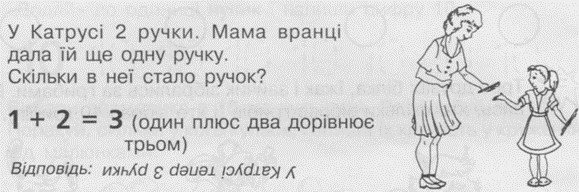 У Катрусі 2 ручки. Мама вранці
дала їй ще одну ручку.
Скільки в неї стало ручок?
1 + 2 = 3 (один плюс два дорівнює
трьом)
Відповідь: У Катрусі тепер 3 ручки